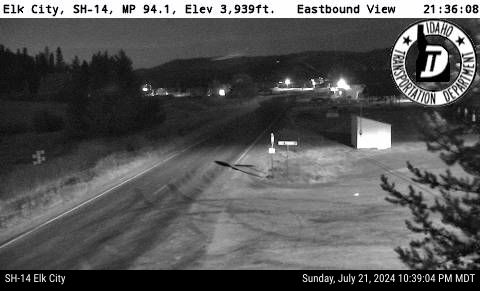 Elk City, SH-14, MP 94.1, Elev 3,939ft. Eastbound View 21:36:08
IDAHO
TRANSPORTATION DEPARTMENT
SH-14 Elk City Sunday, July 21, 2024 10:39:04 PM MDT